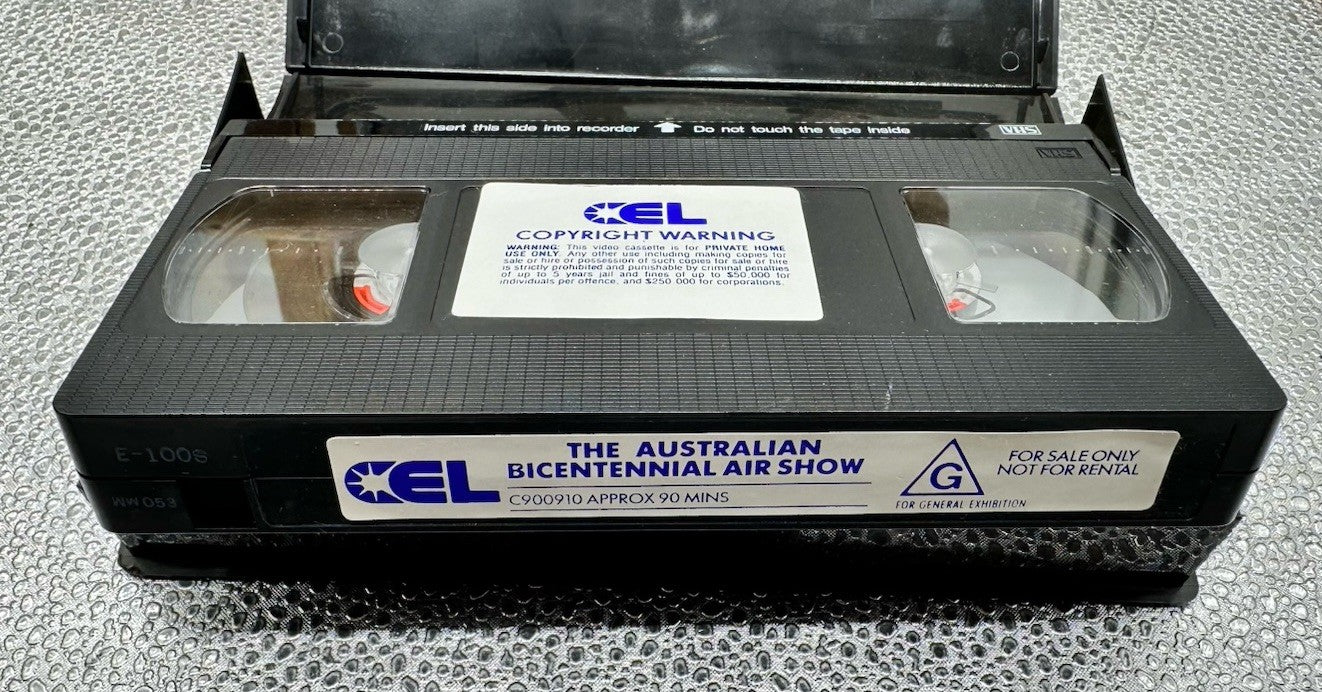 Insert this side into recorder Do not touch the tape inside VHS
VHS
CEL
COPYRIGHT WARNING
WARNING: This video cassette is for PRIVATE HOME
USE ONLY. Any other use including making copies for
sale or hire or possession of such copies for sale or hire
is strictly prohibited and punishable by criminal penalties
of up to 5 years jail and fines of up to $50,000 for
individuals per offence, and $250 000 for corporations.
E-100S
WW053
CEL
THE AUSTRALIAN
BICENTENNIAL AIR SHOW
C900910 APPROX 90 MINS
G
FOR GENERAL EXHIBITION
FOR SALE ONLY
NOT FOR RENTAL